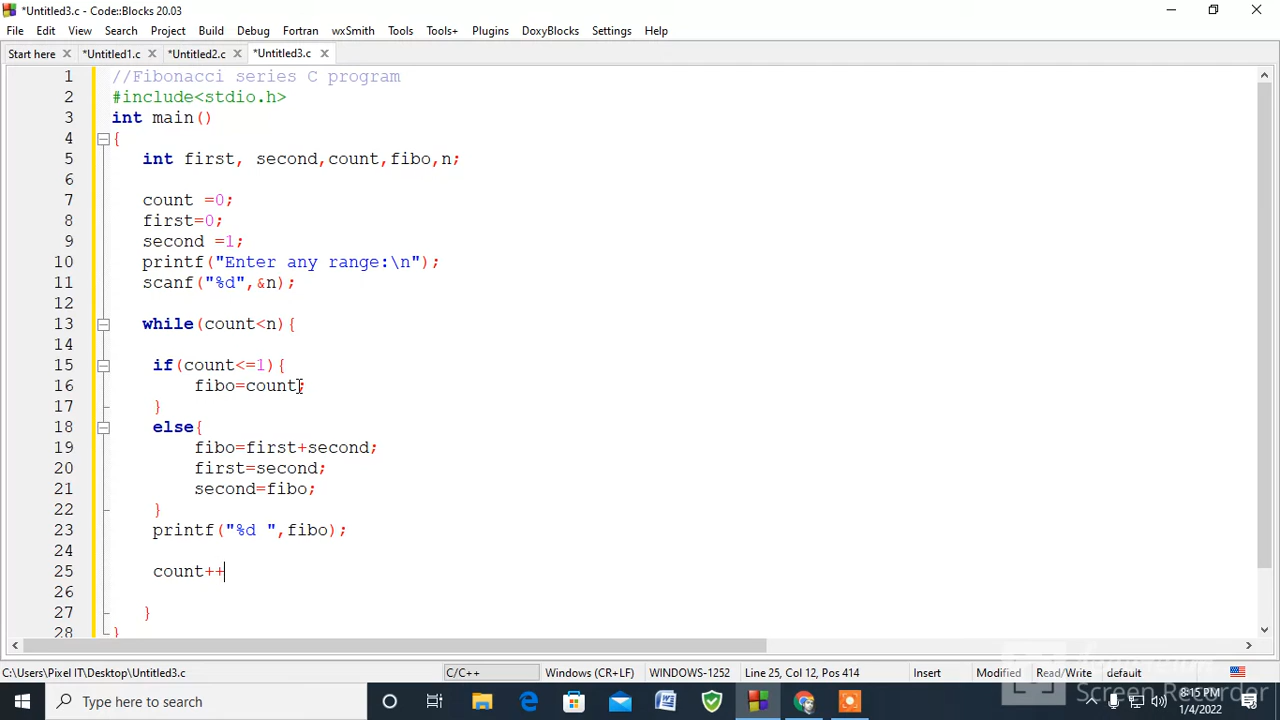 *Untitled3.c - Code::Blocks 20.03
File Edit View Search Project Build Debug Fortran wxSmith Tools Tools+ Plugins DoxyBlocks Settings Help
Start here *Untitled1.c *Untitled2.c *Untitled3.c
1 //Fibonacci series C program
2 #include<stdio.h>
3 int main()
4 {
5 int first, second,count,fibo,n;
6
7 count =0;
8 first=0;
9 second =1;
10 printf("Enter any range:\n");
11 scanf("%d",&n);
12
13 while(count<n){
14
15 if(count<=1){
16 fibo=count;
17 }
18 else{
19 fibo=first+second;
20 first=second;
21 second=fibo;
22 }
23 printf("%d ",fibo);
24
25 count++
26
27 }
28 }
C:\Users\Pixel IT\Desktop\Untitled3.c C/C++ Windows (CR+LF) WINDOWS-1252 Line 25, Col 12, Pos 414 Insert Modified Read/Write default
Type here to search
Screen Recorder
8:15 PM
1/4/2022